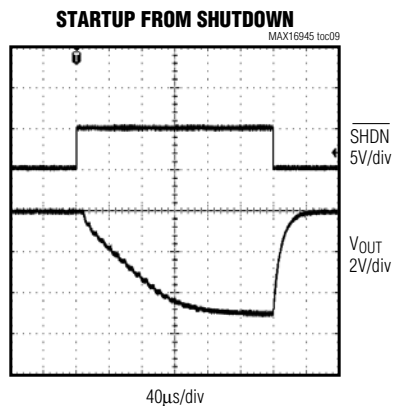 STARTUP FROM SHUTDOWN
MAX16945 toc09
SHDN
5V/div
VOUT
2V/div
40µs/div